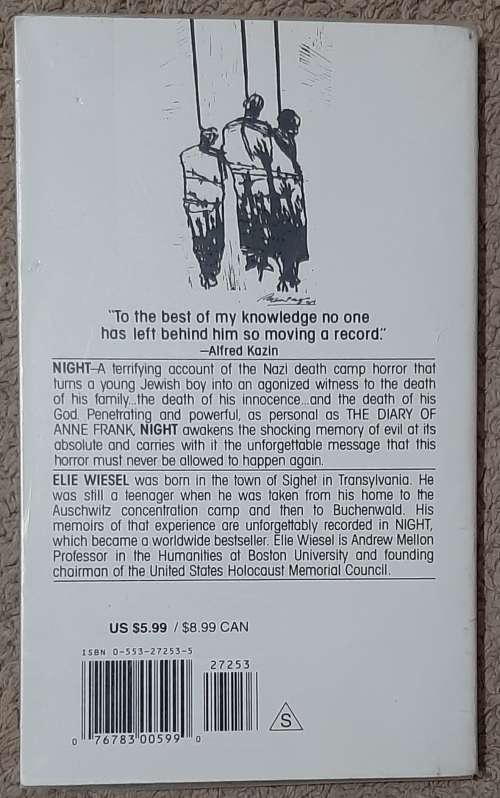 "To the best of my knowledge no one
has left behind him so moving a record."
—Alfred Kazin
NIGHT—A terrifying account of the Nazi death camp horror that
turns a young Jewish boy into an agonized witness to the death
of his family...the death of his innocence...and the death of his
God. Penetrating and powerful, as personal as THE DIARY OF
ANNE FRANK, NIGHT awakens the shocking memory of evil at its
absolute and carries with it the unforgettable message that this
horror must never be allowed to happen again.
ELIE WIESEL was born in the town of Sighet in Transylvania. He
was still a teenager when he was taken from his home to the
Auschwitz concentration camp and then to Buchenwald. His
memoirs of that experience are unforgettably recorded in NIGHT,
which became a worldwide bestseller. Elie Wiesel is Andrew Mellon
Professor in the Humanities at Boston University and founding
chairman of the United States Holocaust Memorial Council.
US $5.99 / $8.99 CAN
ISBN 0-553-27253-5
27253
0 76783 00599 0
S